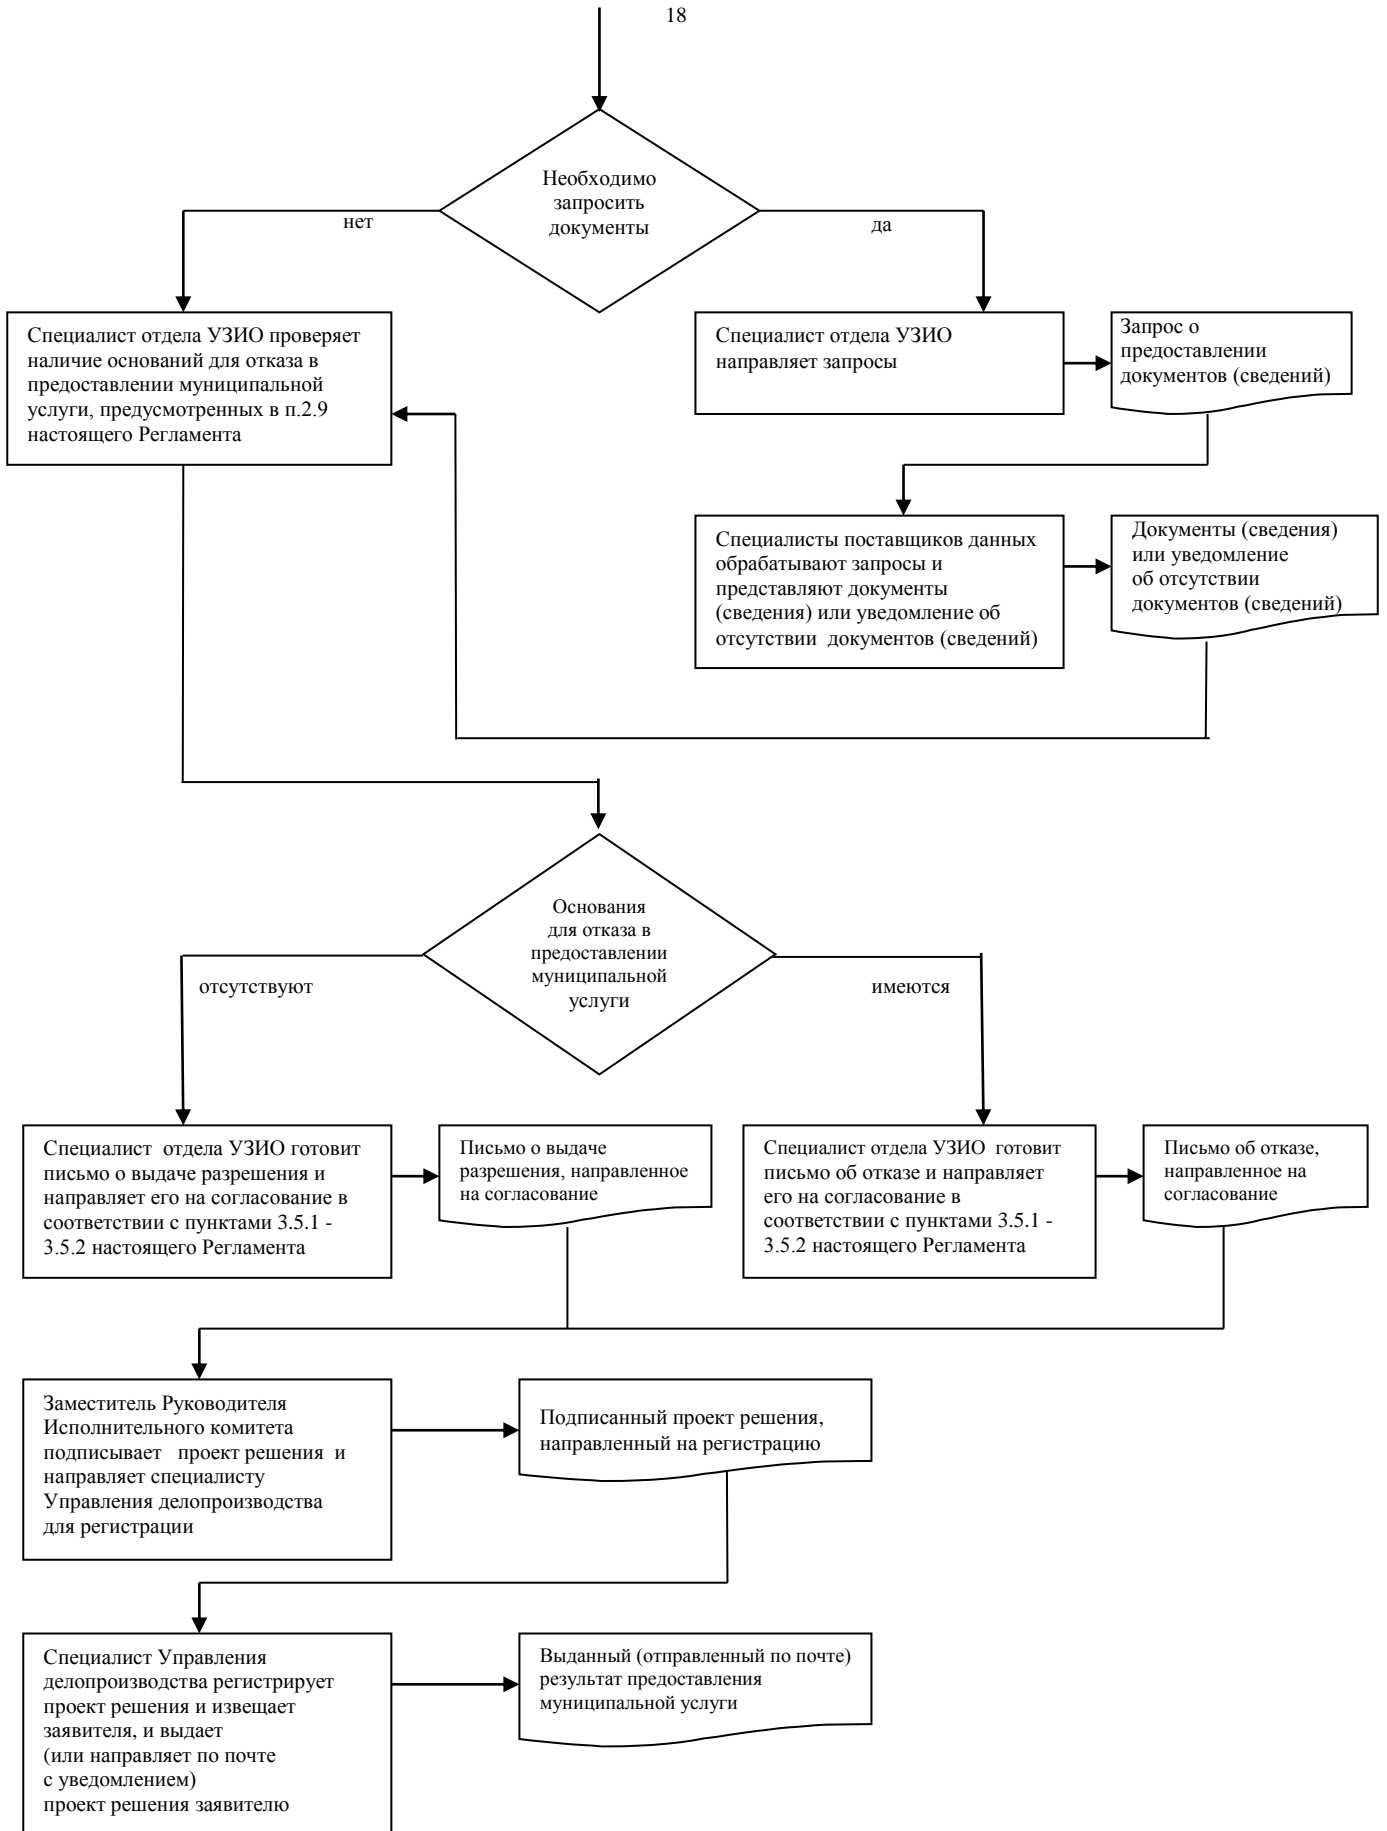 18
Необходимо
запросить
документы
нет
да
Специалист отдела УЗИО проверяет
наличие оснований для отказа в
предоставлении муниципальной
услуги, предусмотренных в п.2.9
настоящего Регламента
Специалист отдела УЗИО
направляет запросы
Запрос о
предоставлении
документов (сведений)
Специалисты поставщиков данных
обрабатывают запросы и
представляют документы
(сведения) или уведомление об
отсутствии документов (сведений)
Документы (сведения)
или уведомление
об отсутствии
документов (сведений)
Основания
для отказа в
предоставлении
муниципальной
услуги
отсутствуют
имеются
Специалист отдела УЗИО готовит
письмо о выдаче разрешения и
направляет его на согласование в
соответствии с пунктами 3.5.1 -
3.5.2 настоящего Регламента
Письмо о выдаче
разрешения, направленное
на согласование
Специалист отдела УЗИО готовит
письмо об отказе и направляет
его на согласование в
соответствии с пунктами 3.5.1 -
3.5.2 настоящего Регламента
Письмо об отказе,
направленное на
согласование
Заместитель Руководителя
Исполнительного комитета
подписывает проект решения и
направляет специалисту
Управления делопроизводства
для регистрации
Подписанный проект решения,
направленный на регистрацию
Специалист Управления
делопроизводства регистрирует
проект решения и извещает
заявителя, и выдает
(или направляет по почте
с уведомлением)
проект решения заявителю
Выданный (отправленный по почте)
результат предоставления
муниципальной услуги